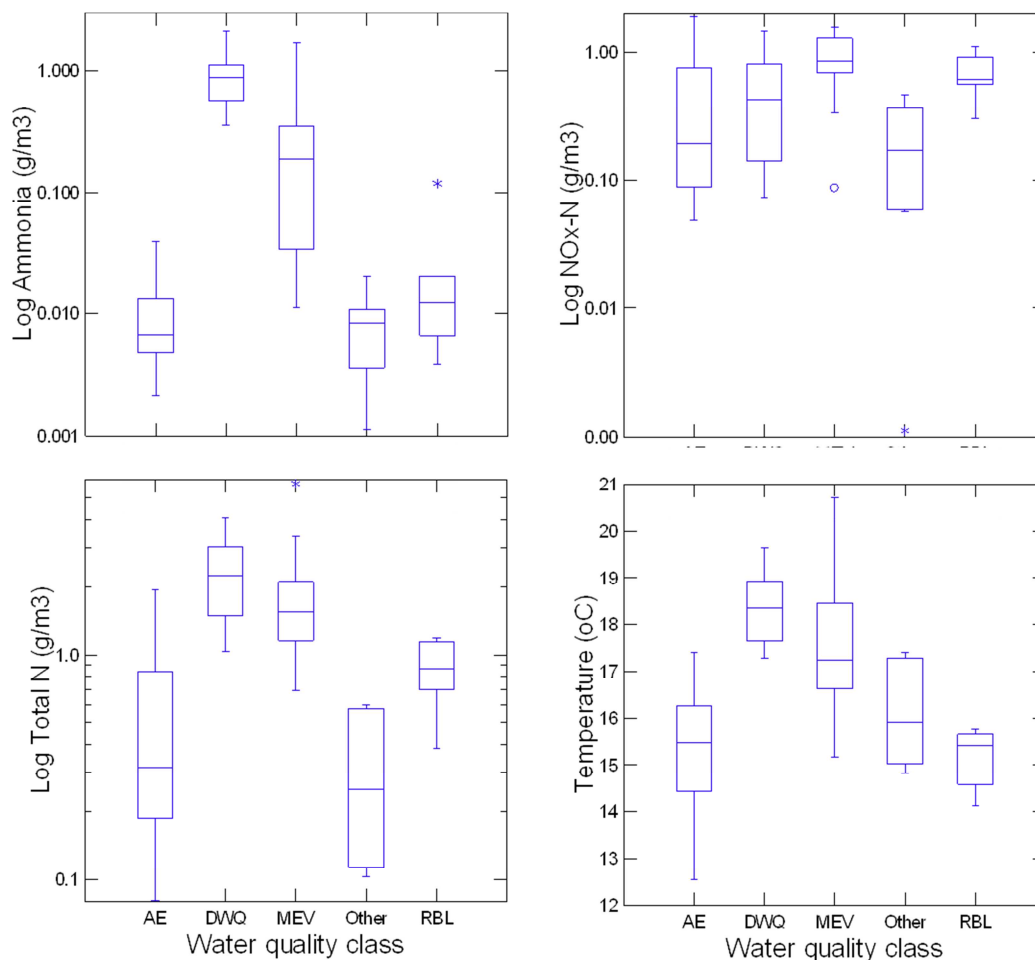 Log Ammonia (g/m3)
1.000
0.100
0.010
0.001
Log NOx-N (g/m3)
1.00
0.10
0.01
0.00
Log Total N (g/m3)
1.0
0.1
AE DWQ MEV Other RBL
Water quality class
Temperature (oC)
21
20
19
18
17
16
15
14
13
12
AE DWQ MEV Other RBL
Water quality class